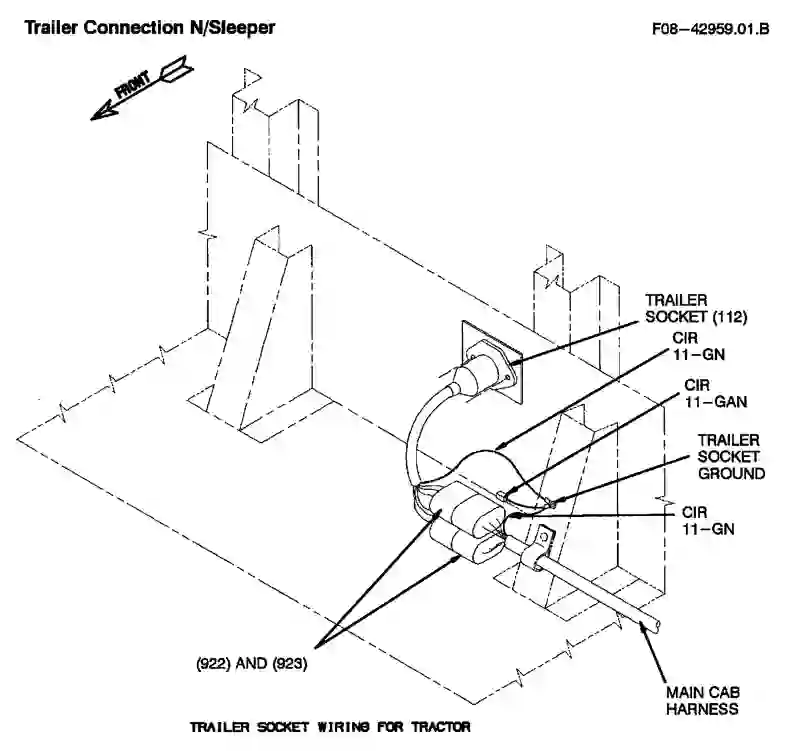 Trailer Connection N/Sleeper
F08-42959.01.B
FRONT
TRAILER
SOCKET (112)
CIR
11-GN
CIR
11-GAN
TRAILER
SOCKET
GROUND
CIR
11-GN
(922) AND (923)
MAIN CAB
HARNESS
TRAILER SOCKET WIRING FOR TRACTOR